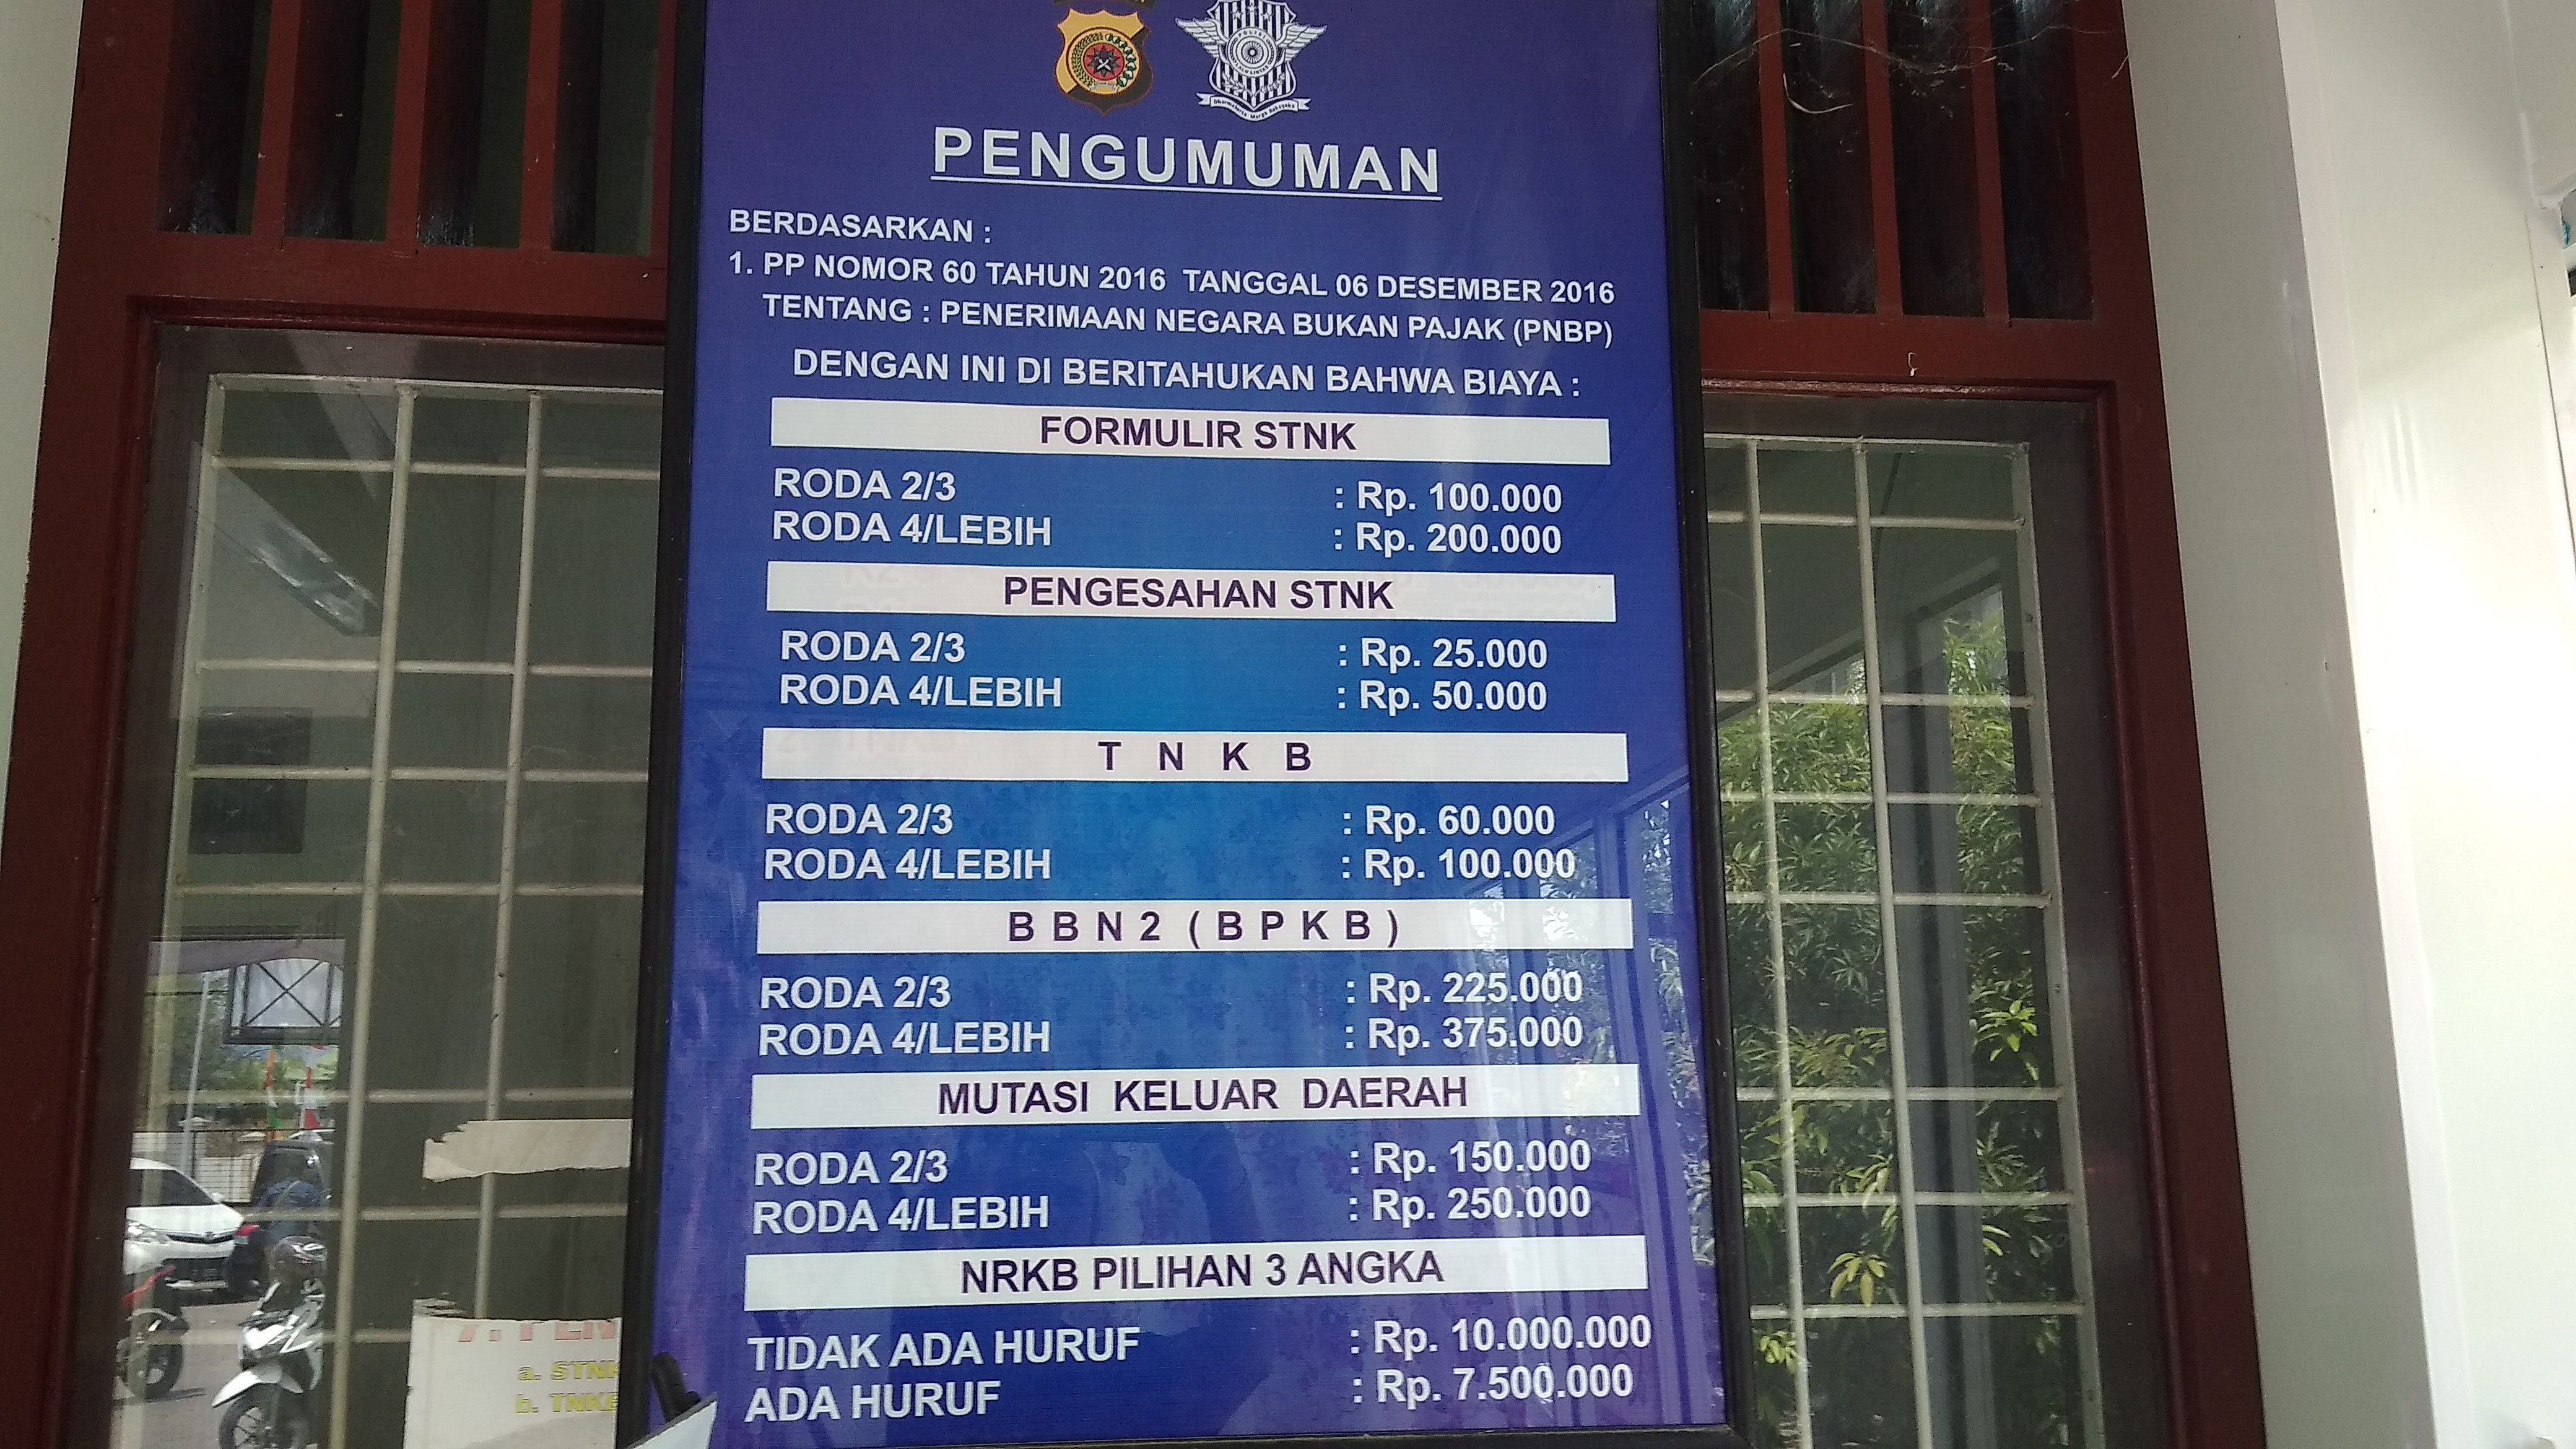 PENGUMUMAN
BERDASARKAN :
1. PP NOMOR 60 TAHUN 2016 TANGGAL 06 DESEMBER 2016
TENTANG : PENERIMAAN NEGARA BUKAN PAJAK (PNBP)
DENGAN INI DI BERITAHUKAN BAHWA BIAYA :
FORMULIR STNK
RODA 2/3 : Rp. 100.000
RODA 4/LEBIH : Rp. 200.000
PENGESAHAN STNK
RODA 2/3 : Rp. 25.000
RODA 4/LEBIH : Rp. 50.000
T N K B
RODA 2/3 : Rp. 60.000
RODA 4/LEBIH : Rp. 100.000
B B N 2 ( B P K B )
RODA 2/3 : Rp. 225.000
RODA 4/LEBIH : Rp. 375.000
MUTASI KELUAR DAERAH
RODA 2/3 : Rp. 150.000
RODA 4/LEBIH : Rp. 250.000
NRKB PILIHAN 3 ANGKA
TIDAK ADA HURUF : Rp. 10.000.000
ADA HURUF : Rp. 7.500.000
a. STNK
b. TNKB